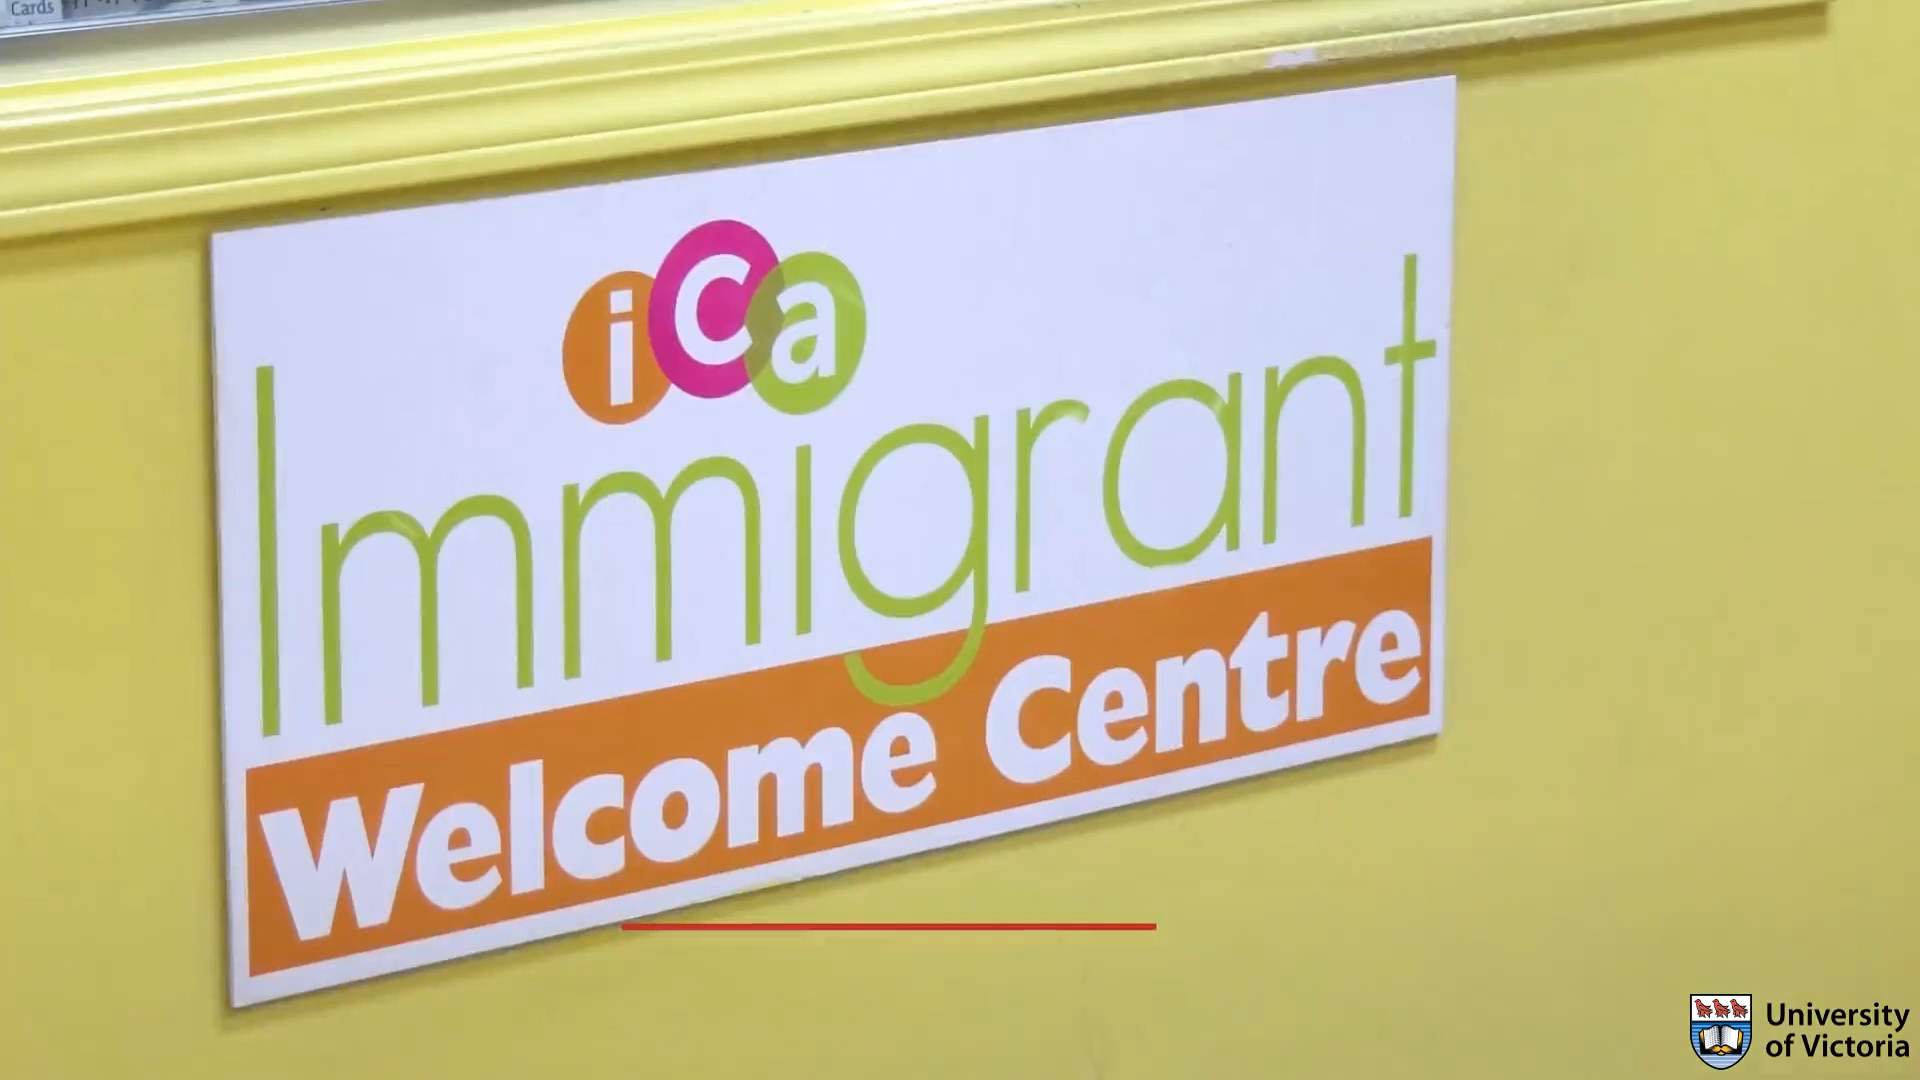 Cards
ica
Immigrant
Welcome Centre
University
of Victoria